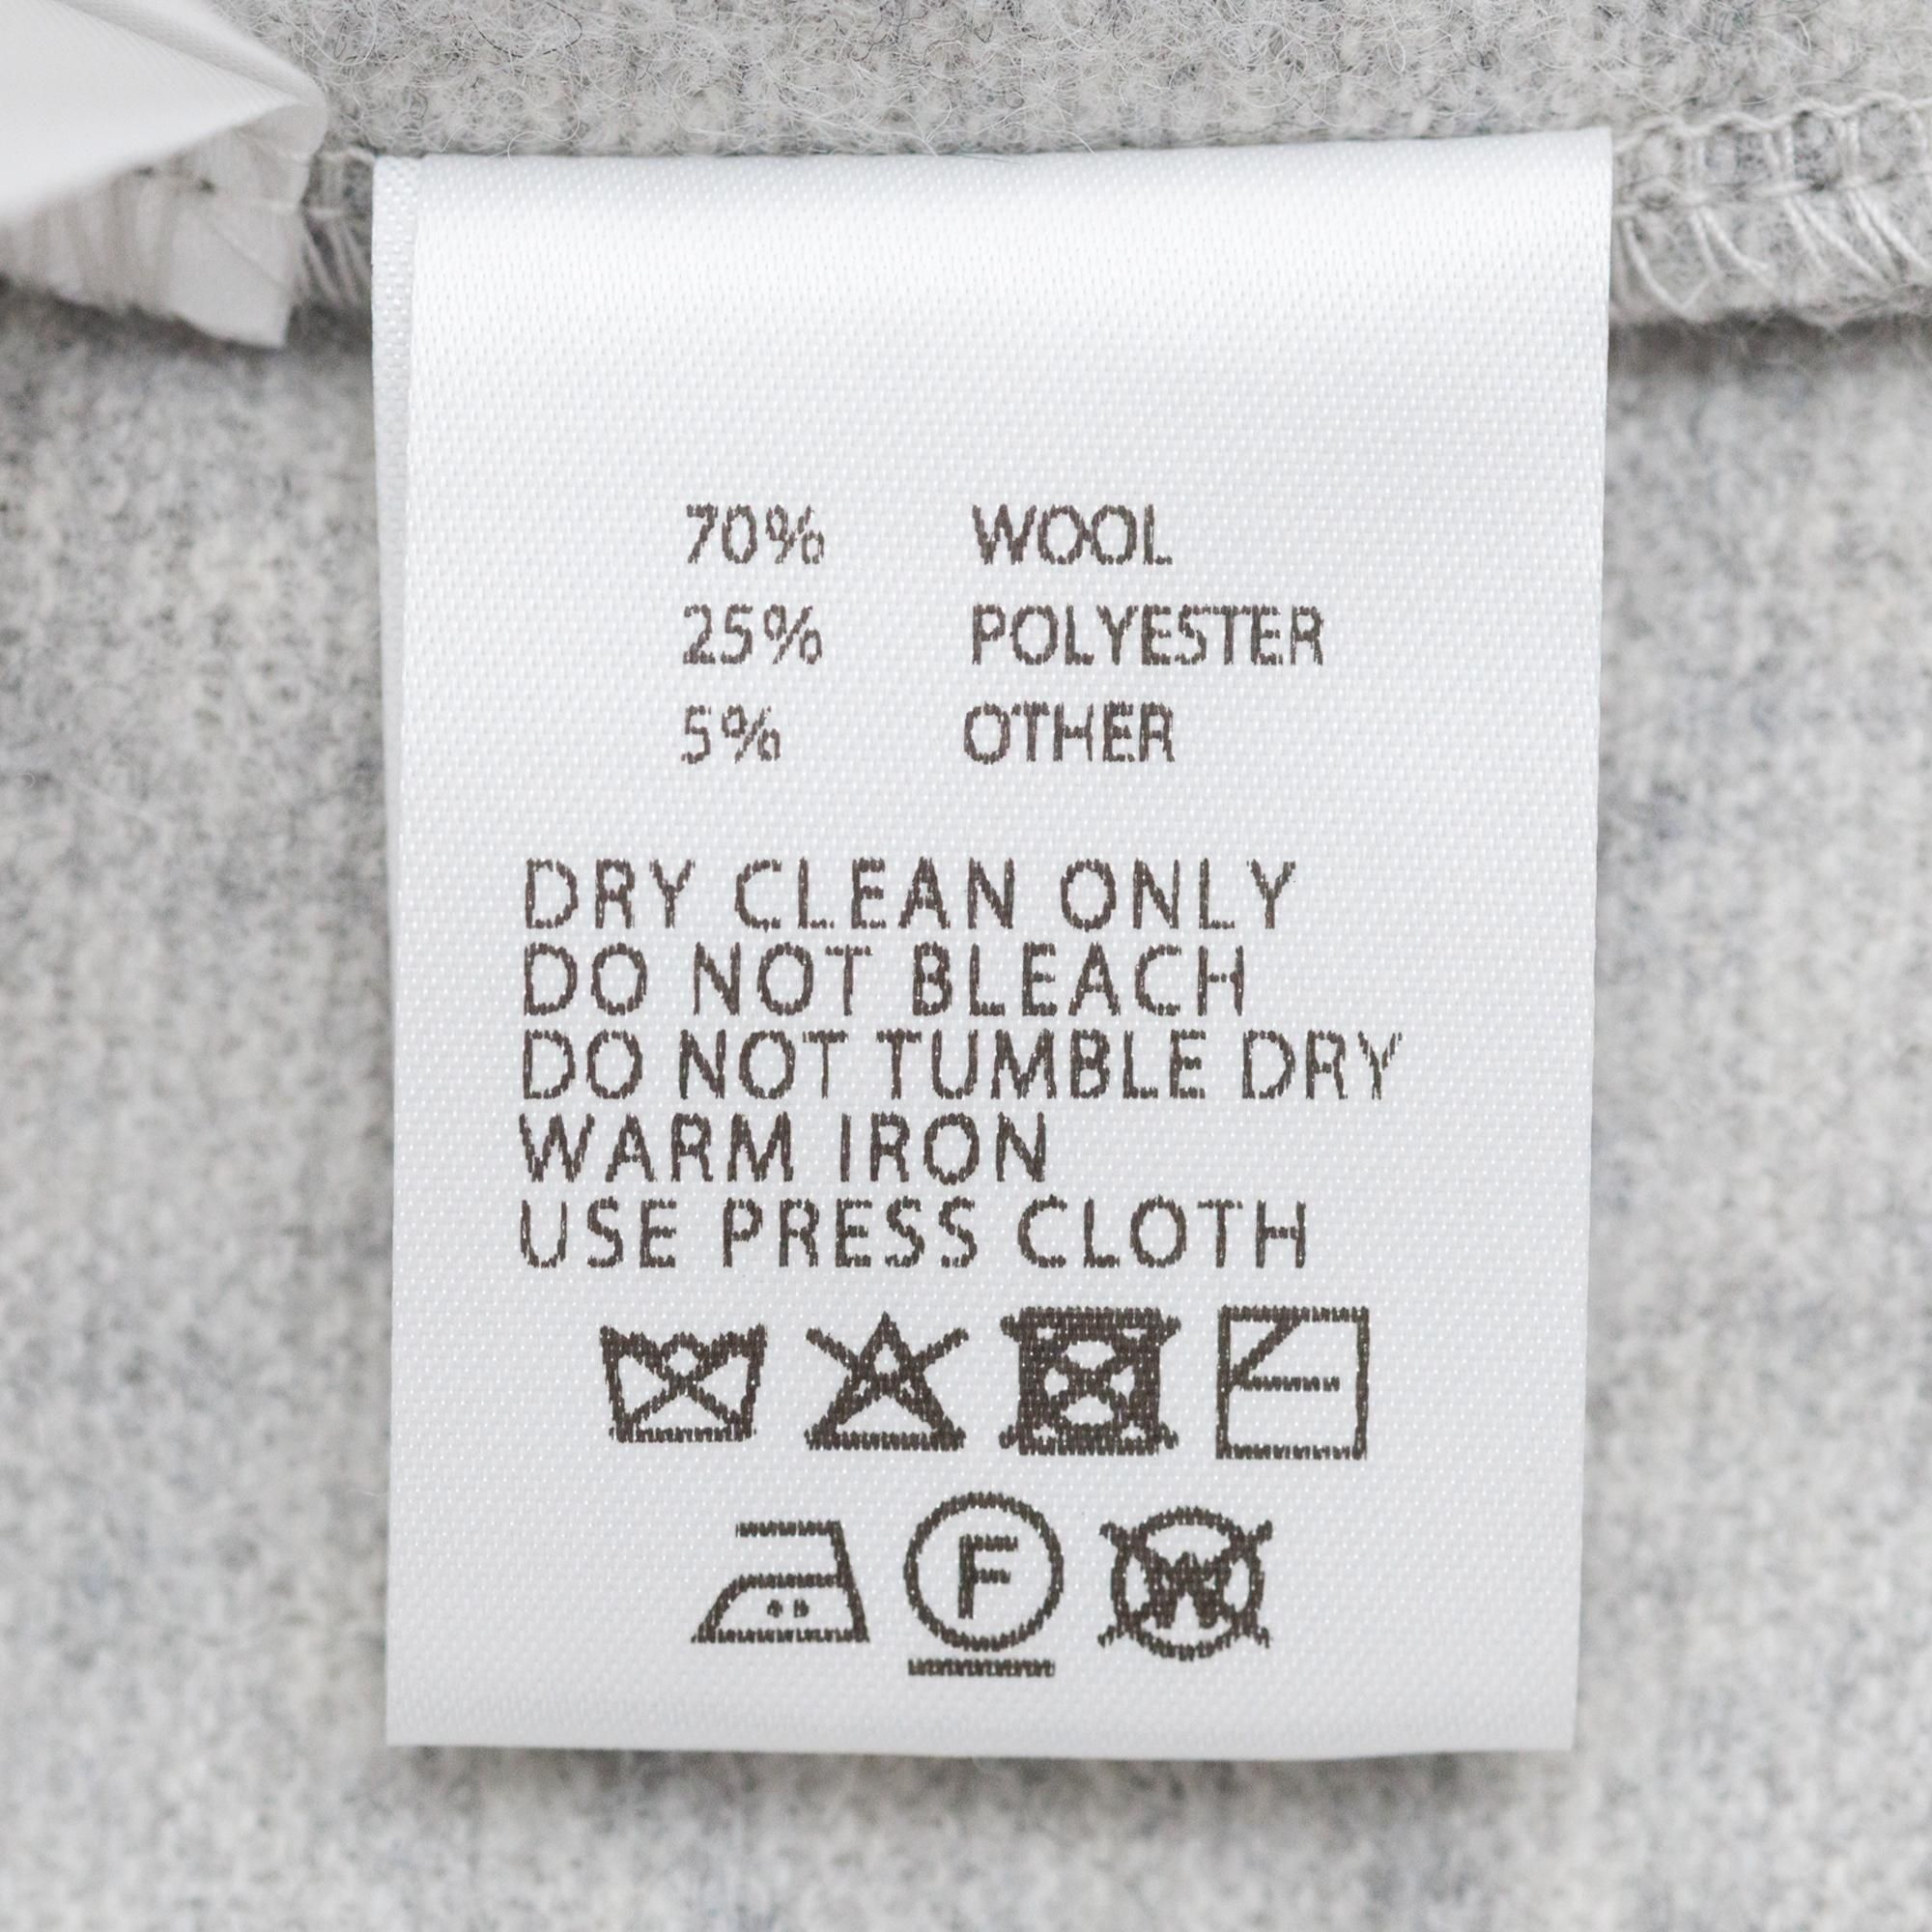 70% WOOL
25% POLYESTER
5% OTHER
DRY CLEAN ONLY
DO NOT BLEACH
DO NOT TUMBLE DRY
WARM IRON
USE PRESS CLOTH
F W